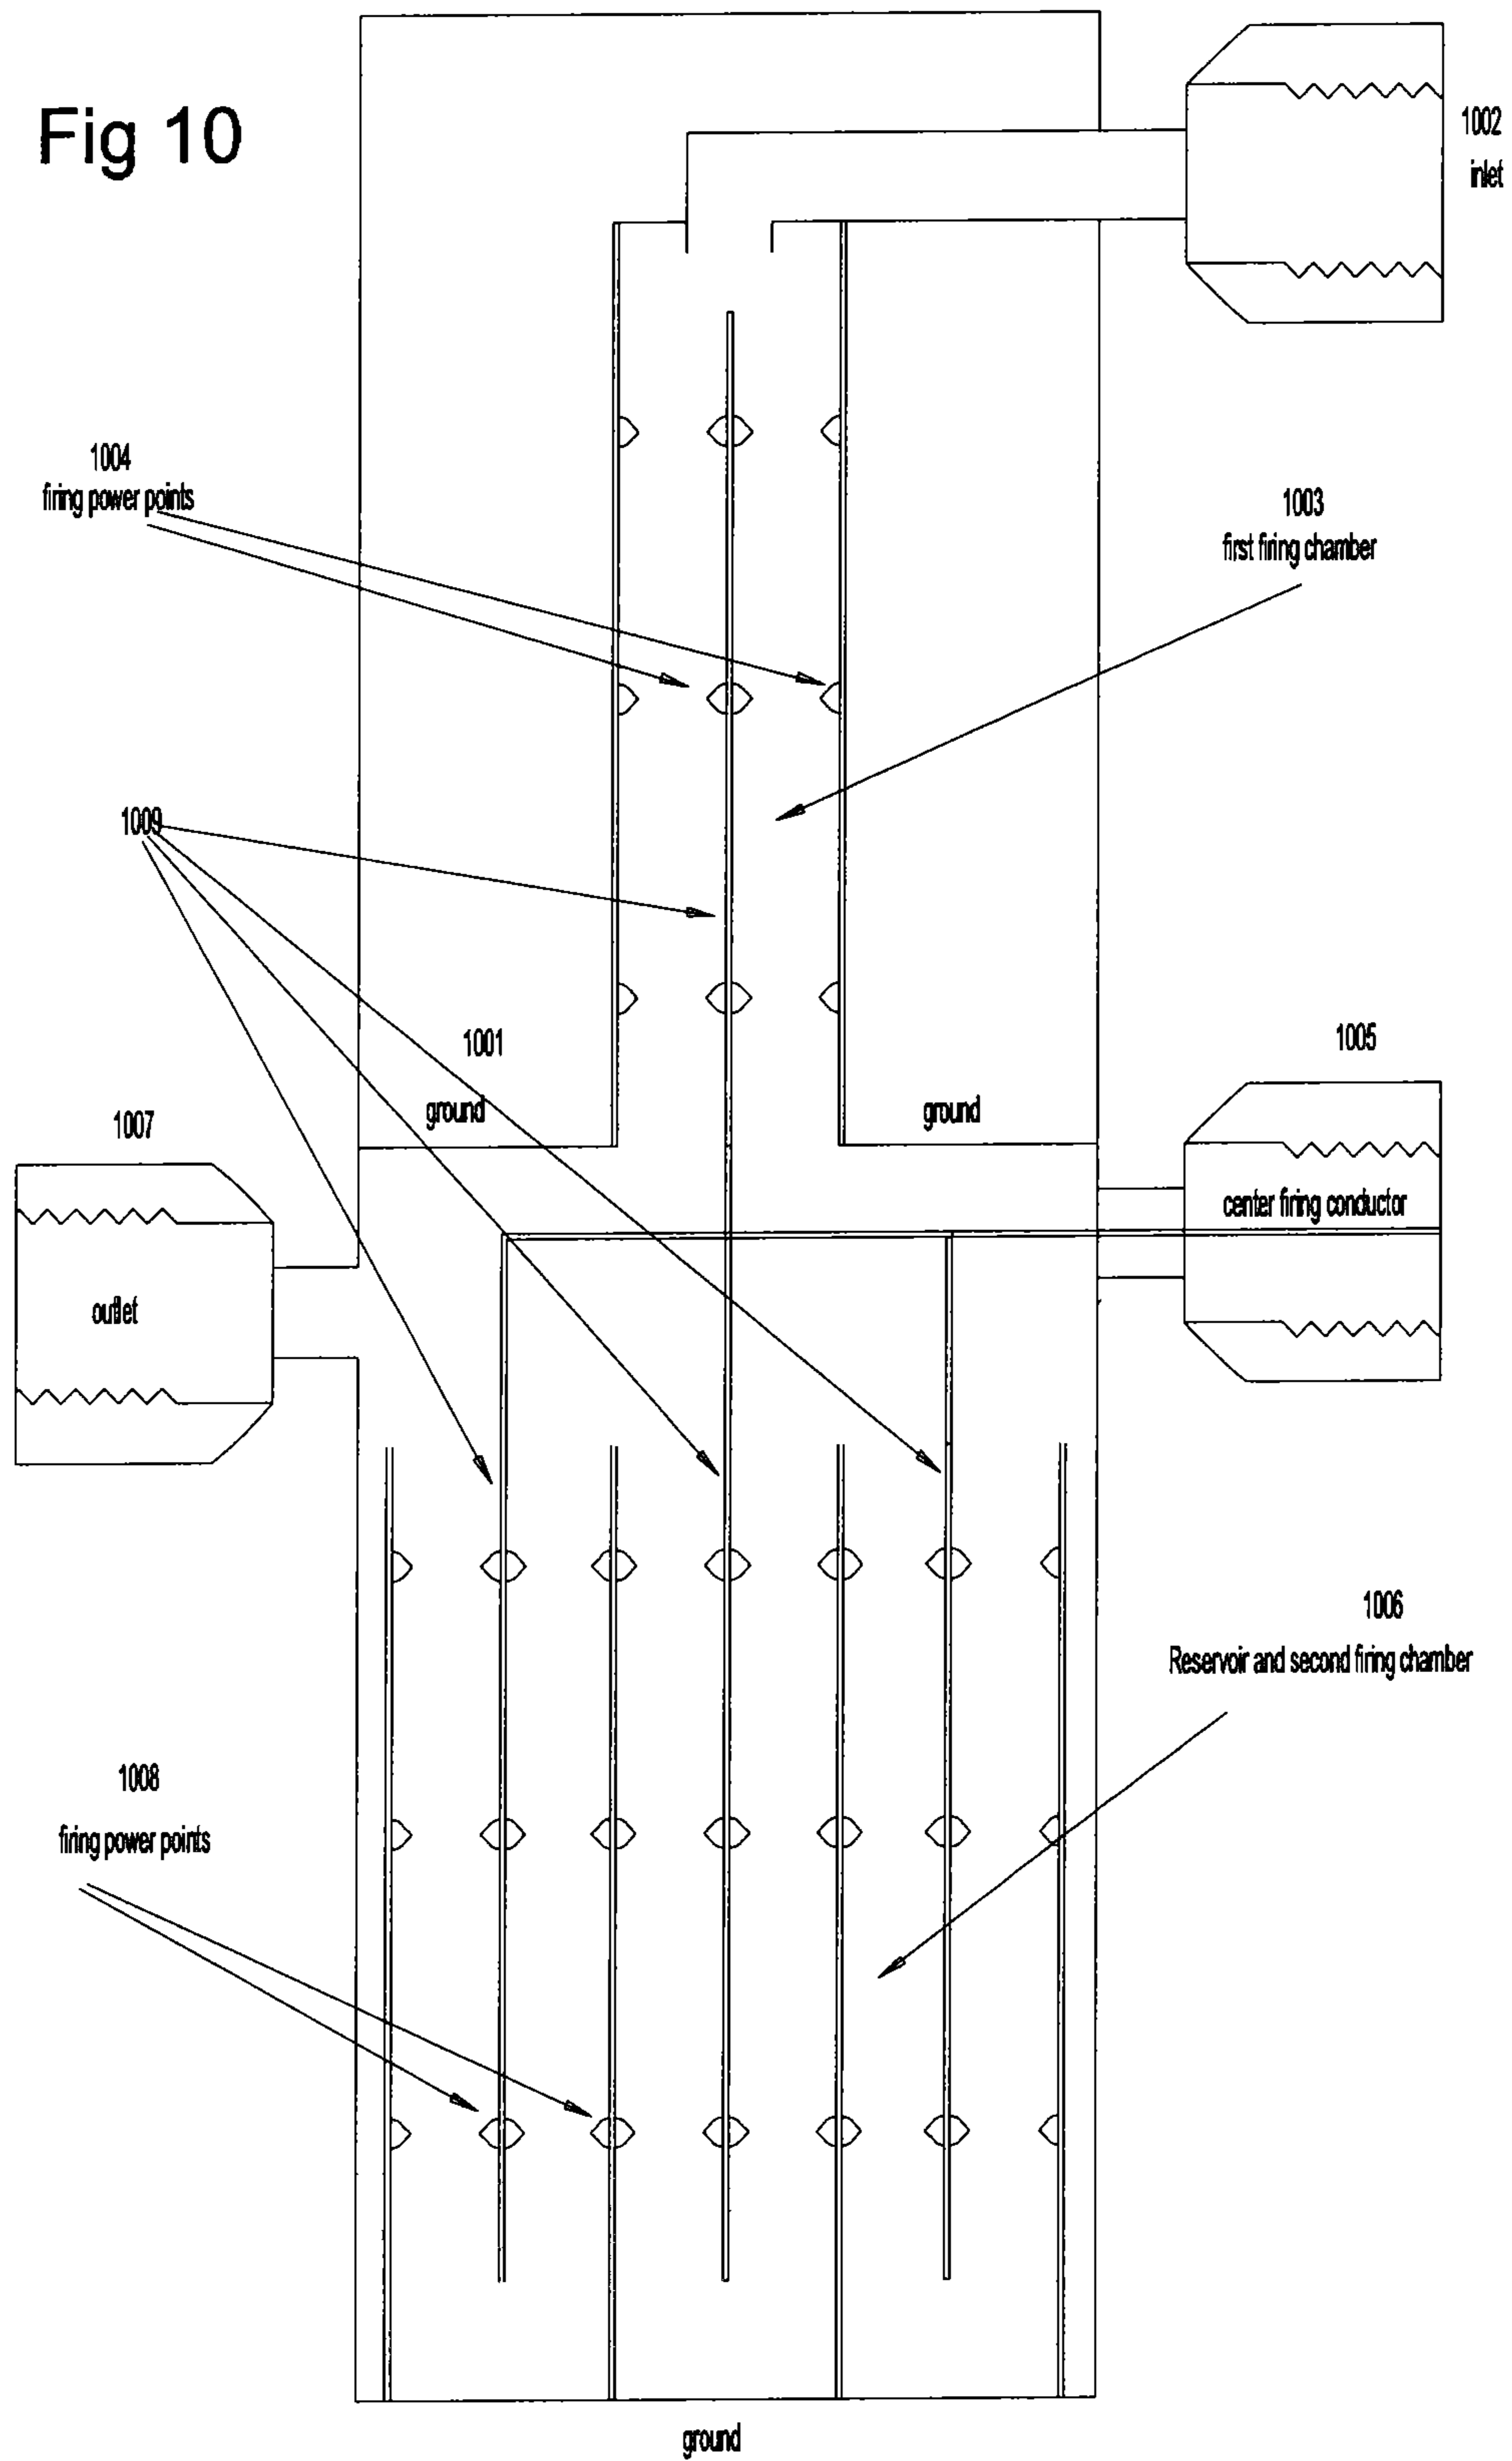 Fig 10
1002
inlet
1004
firing power points
1003
first firing chamber
1009
1001
ground
ground
1005
1007
center firing conductor
outlet
1006
Reservoir and second firing chamber
1008
firing power points
ground